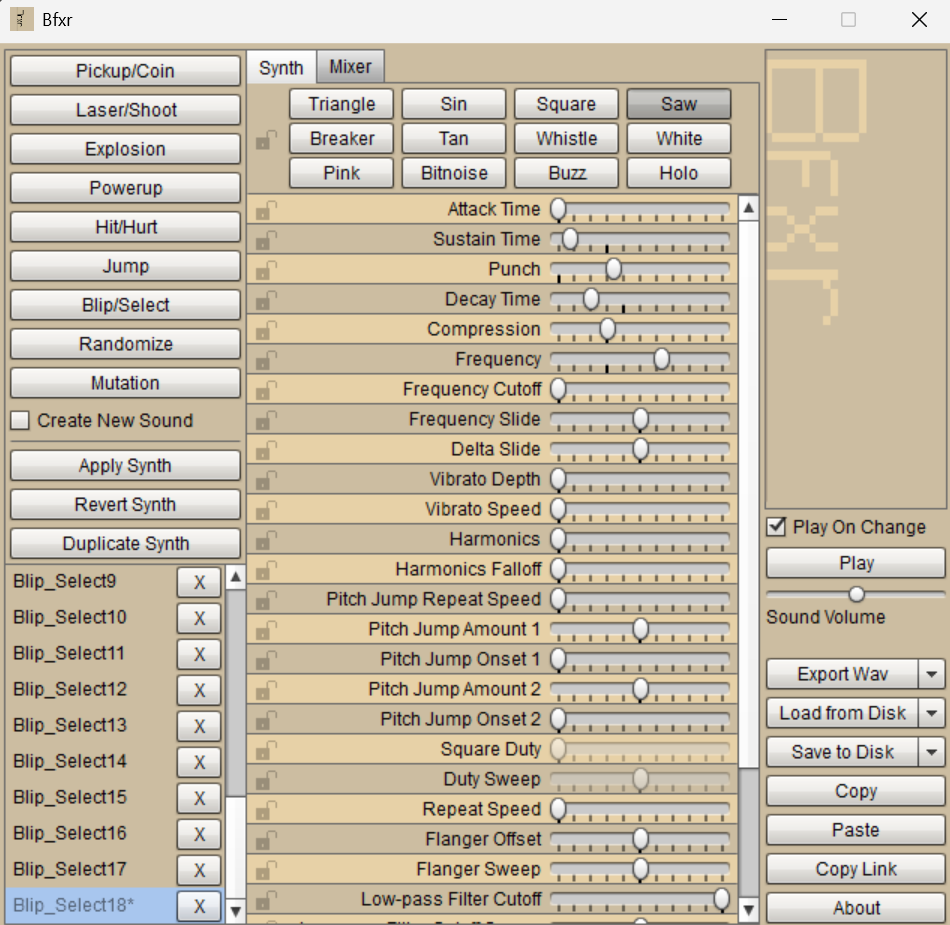 Bfxr
Pickup/Coin
Laser/Shoot
Explosion
Powerup
Hit/Hurt
Jump
Blip/Select
Randomize
Mutation
Create New Sound
Apply Synth
Revert Synth
Duplicate Synth
Blip_Select9 X
Blip_Select10 X
Blip_Select11 X
Blip_Select12 X
Blip_Select13 X
Blip_Select14 X
Blip_Select15 X
Blip_Select16 X
Blip_Select17 X
Blip_Select18* X
Synth Mixer
Triangle Sin Square Saw
Breaker Tan Whistle White
Pink Bitnoise Buzz Holo
Attack Time
Sustain Time
Punch
Decay Time
Compression
Frequency
Frequency Cutoff
Frequency Slide
Delta Slide
Vibrato Depth
Vibrato Speed
Harmonics
Harmonics Falloff
Pitch Jump Repeat Speed
Pitch Jump Amount 1
Pitch Jump Onset 1
Pitch Jump Amount 2
Pitch Jump Onset 2
Square Duty
Duty Sweep
Repeat Speed
Flanger Offset
Flanger Sweep
Low-pass Filter Cutoff
Bfxr
Play On Change
Play
Sound Volume
Export Wav
Load from Disk
Save to Disk
Copy
Paste
Copy Link
About